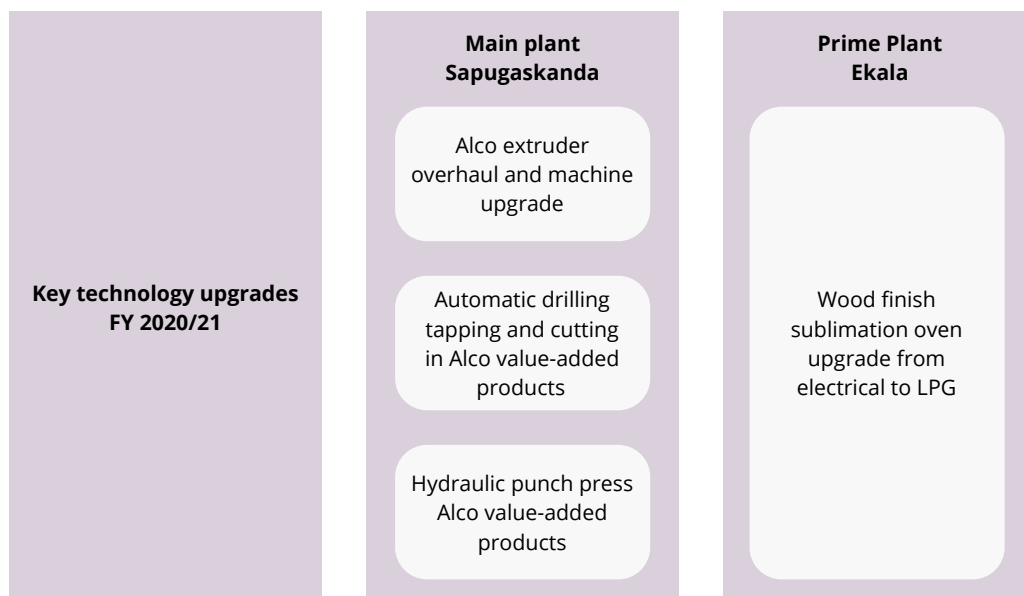 Key technology upgrades
FY 2020/21
Main plant
Sapugaskanda
Alco extruder
overhaul and machine
upgrade
Automatic drilling
tapping and cutting
in Alco value-added
products
Hydraulic punch press
Alco value-added
products
Prime Plant
Ekala
Wood finish
sublimation oven
upgrade from
electrical to LPG